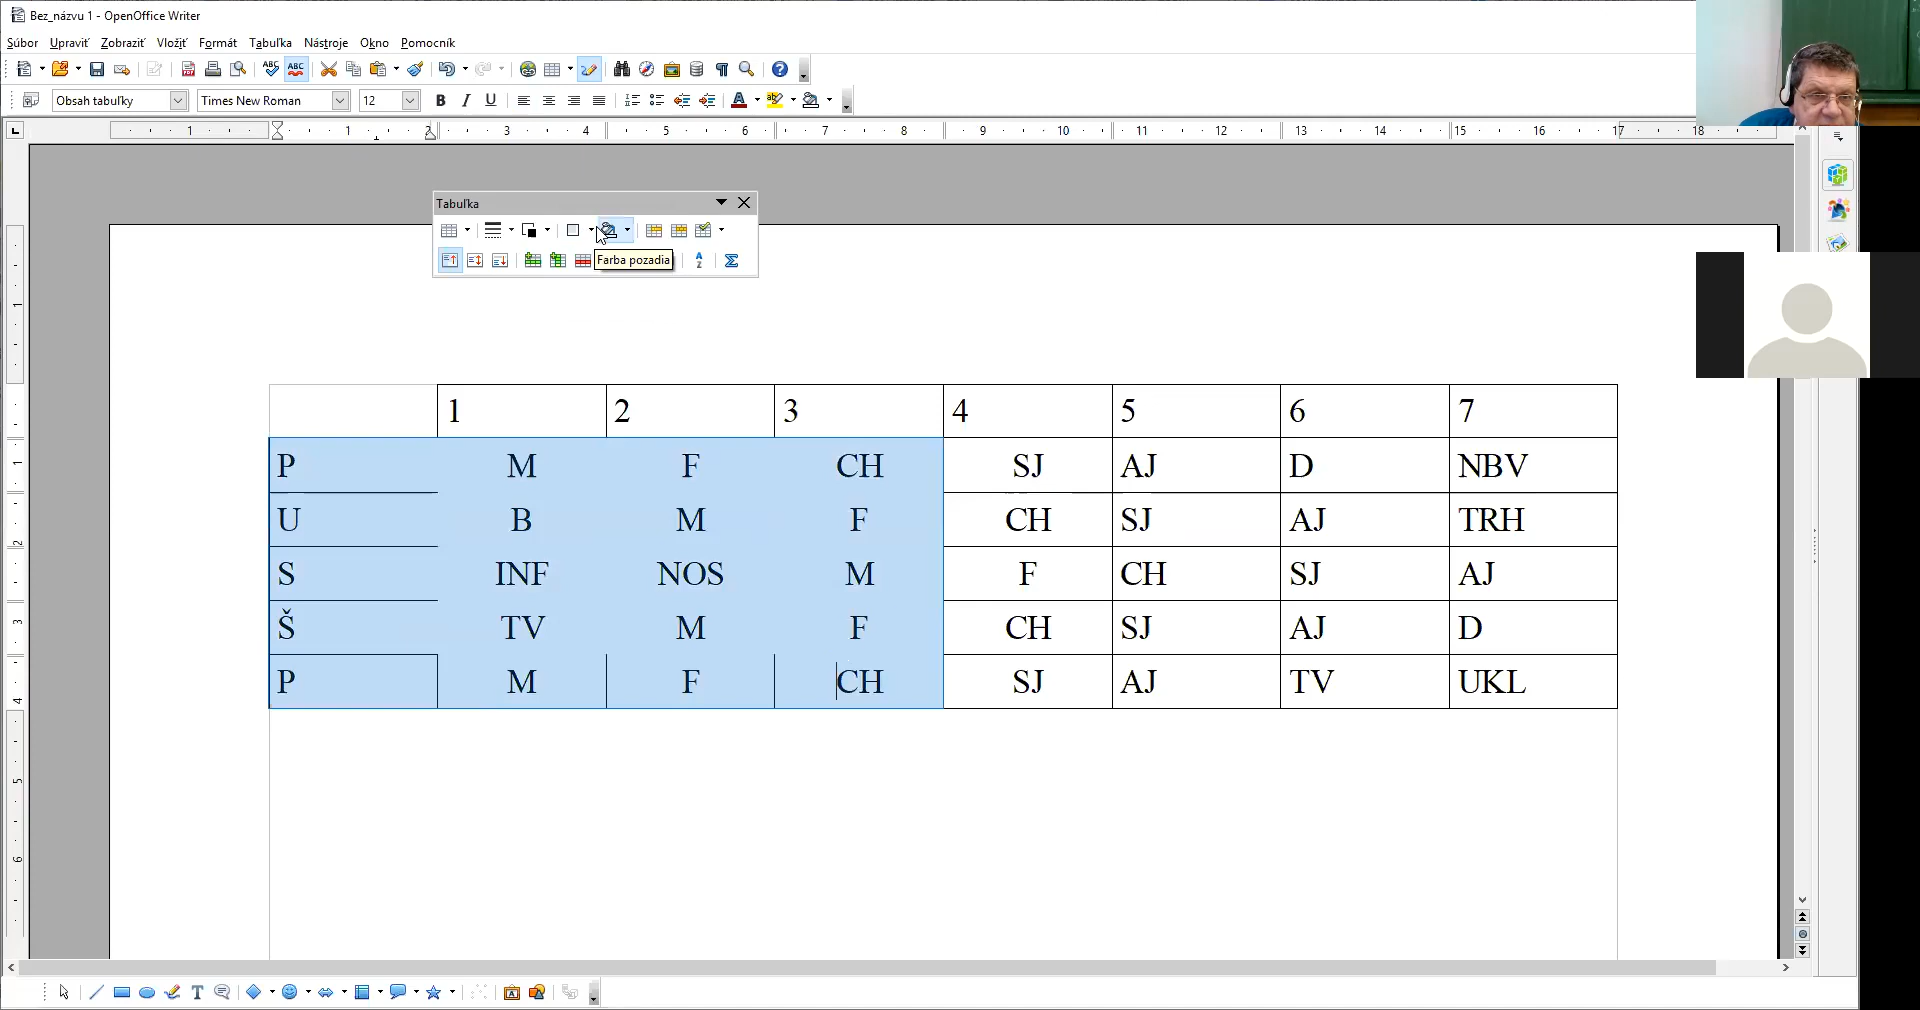 Bez_názvu 1 - OpenOffice Writer
Súbor Upraviť Zobraziť Vložiť Formát Tabuľka Nástroje Okno Pomocník
Obsah tabuľky Times New Roman 12 B I U
1 1 2 3 4 5 6 7 8 9 10 11 12 13 14 15 16 17 18
Tabuľka
Farba pozadia
1 2 3 4 5 6 7
P M F CH SJ AJ D NBV
U B M F CH SJ AJ TRH
S INF NOS M F CH SJ AJ
Š TV M F CH SJ AJ D
P M F CH SJ AJ TV UKL